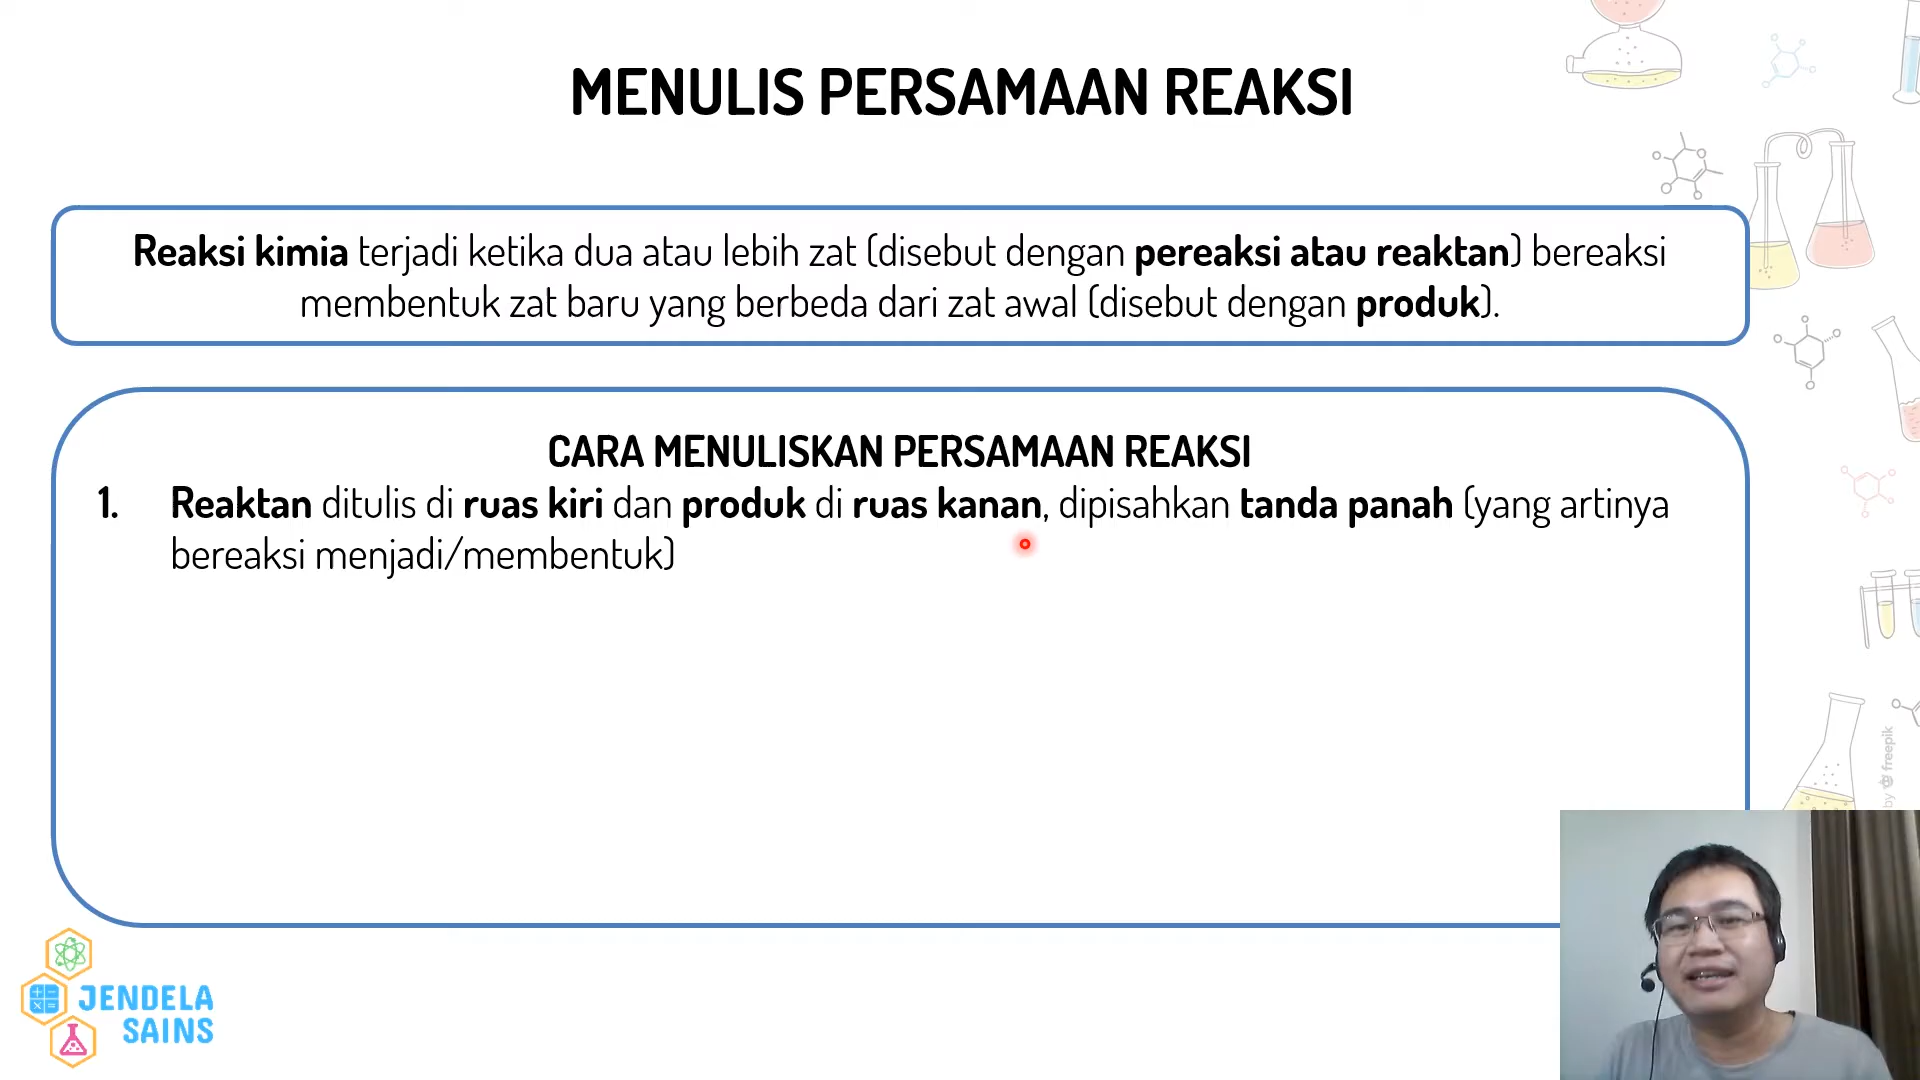 MENULIS PERSAMAAN REAKSI
Reaksi kimia terjadi ketika dua atau lebih zat (disebut dengan pereaksi atau reaktan) bereaksi
membentuk zat baru yang berbeda dari zat awal (disebut dengan produk).
CARA MENULISKAN PERSAMAAN REAKSI
1. Reaktan ditulis di ruas kiri dan produk di ruas kanan, dipisahkan tanda panah (yang artinya
bereaksi menjadi/membentuk)
by freepik
JENDELA
SAINS